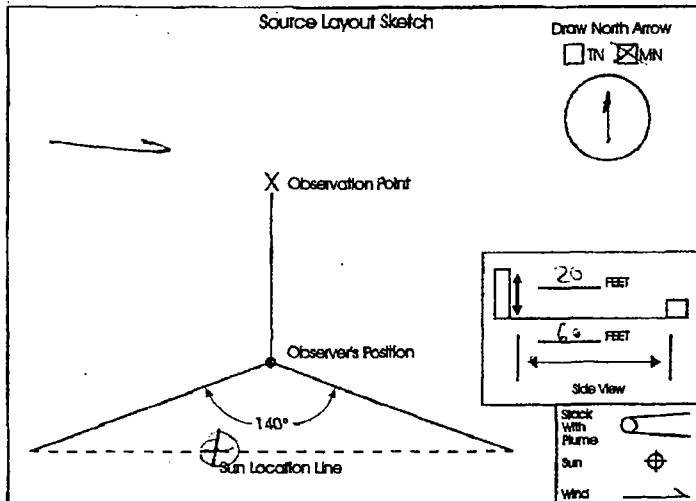 Source Layout Sketch
Draw North Arrow
TN MN
X Observation Point
20 FEET
Observer's Position
60 FEET
140°
Side View
Sun Location Line
Stack
With
Plume
Sun
Wind